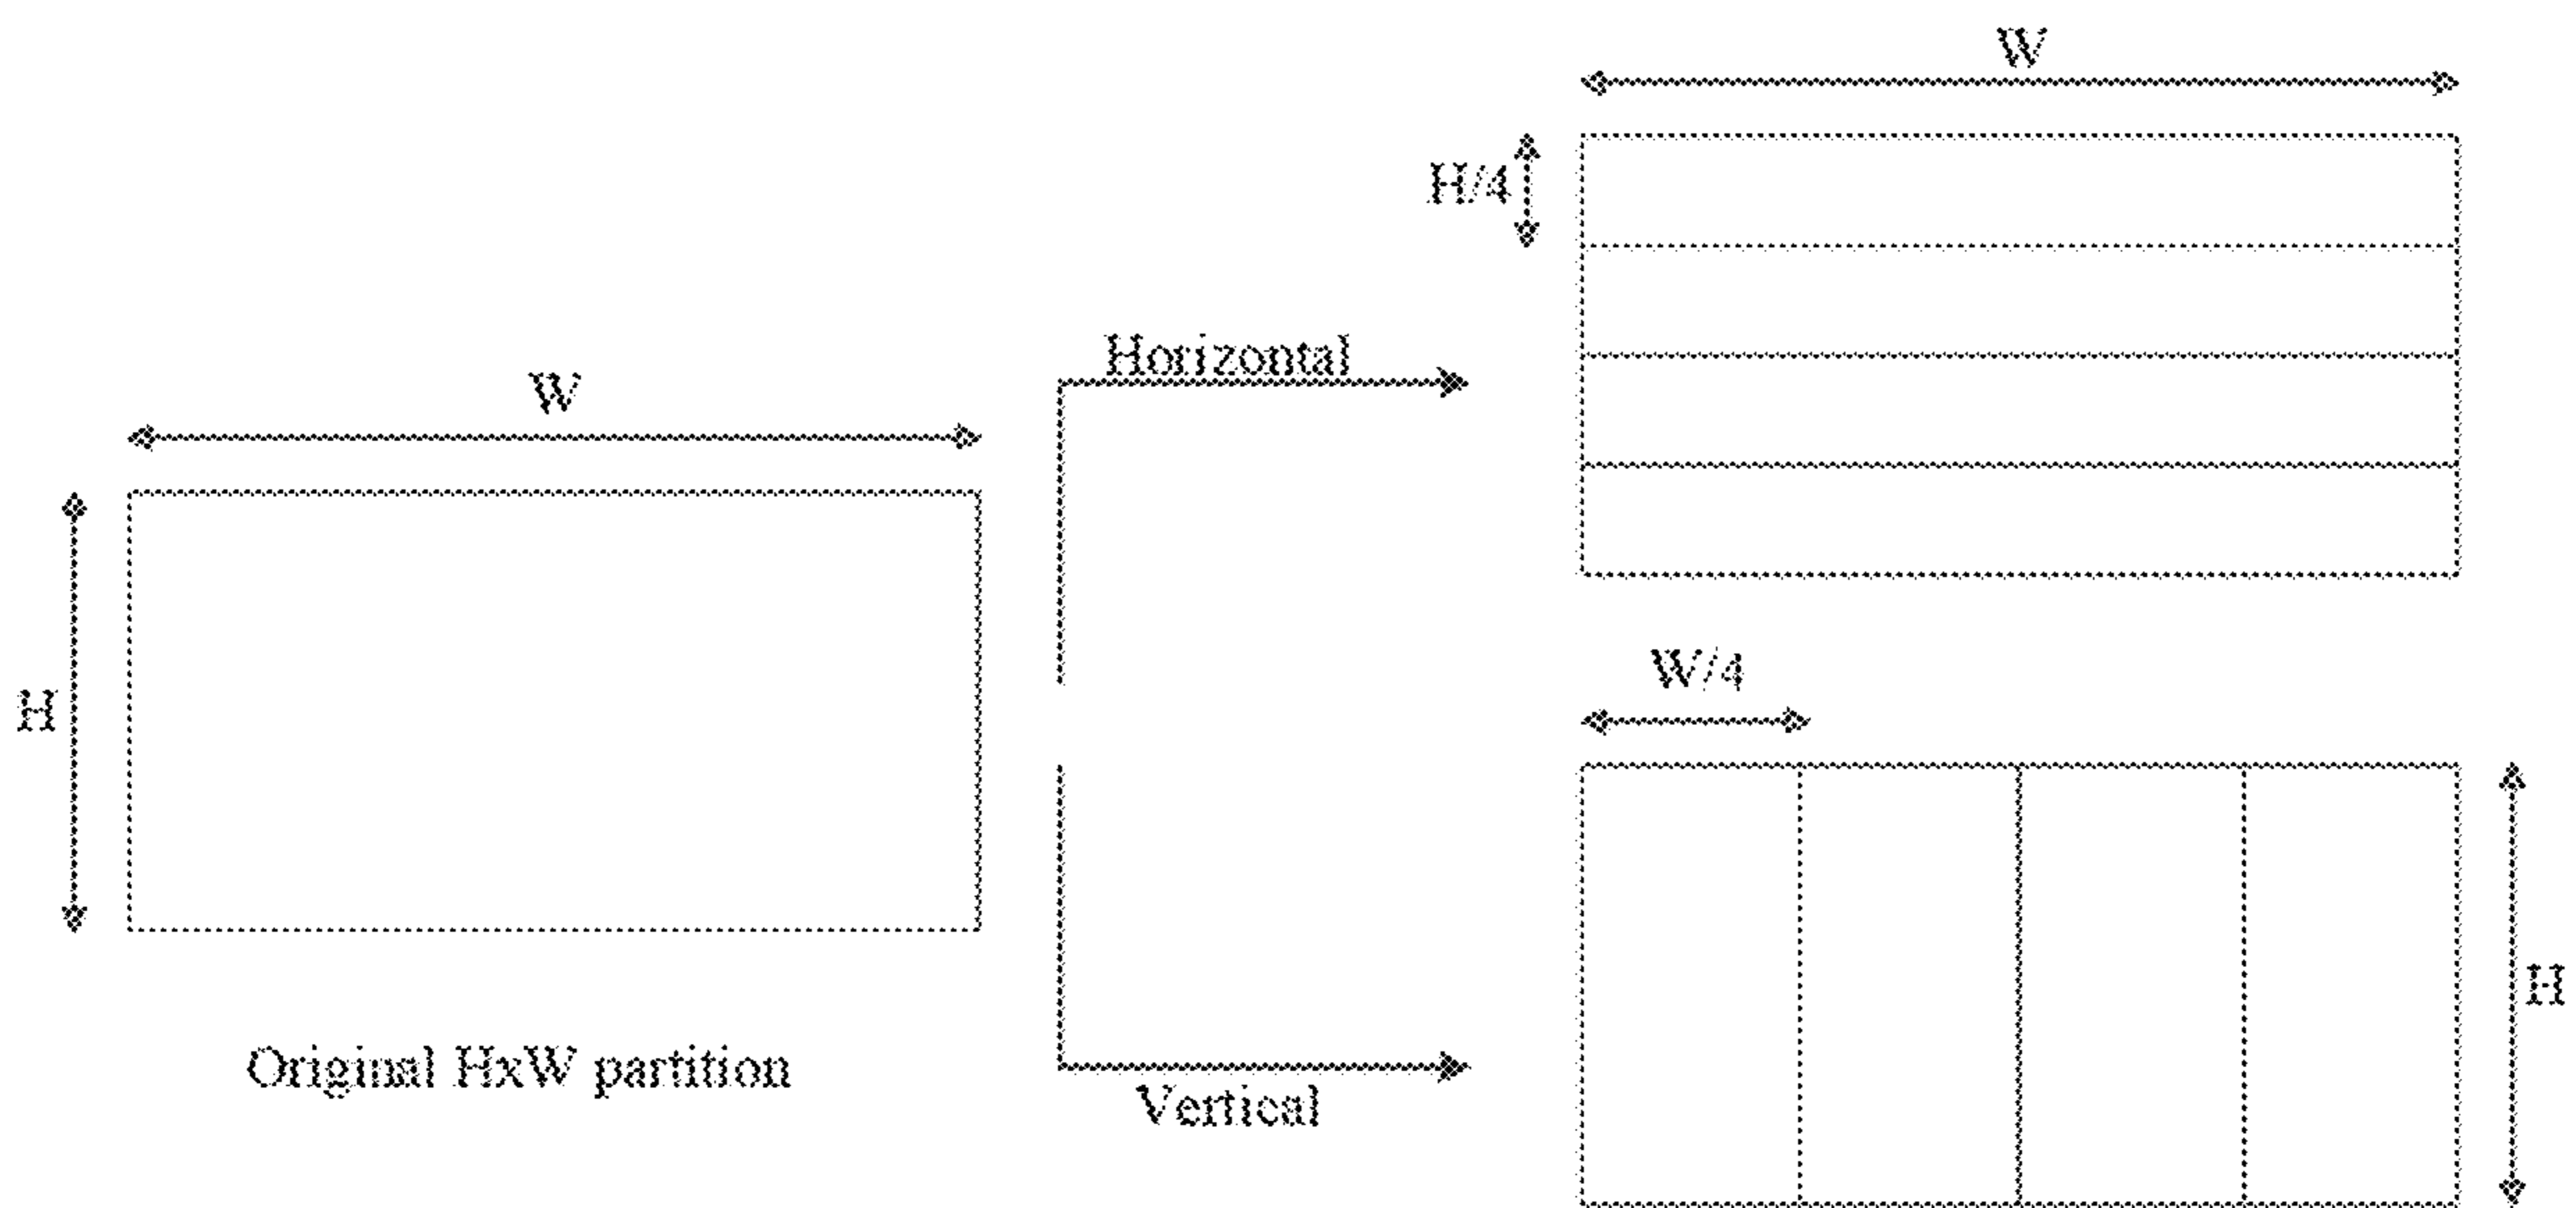 W
H/4
Horizontal
W
H
W/4
H
Original HxW partition
Vertical